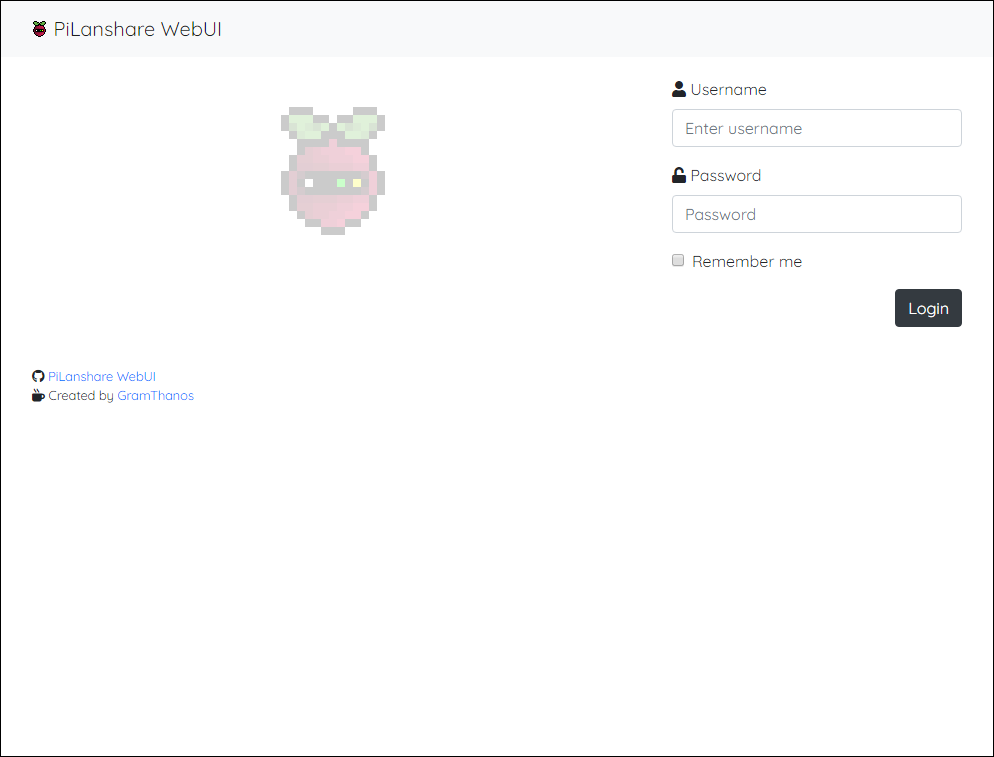 PiLanshare WebUI
Username
Enter username
Password
Password
Remember me
Login
PiLanshare WebUI
Created by GramThanos